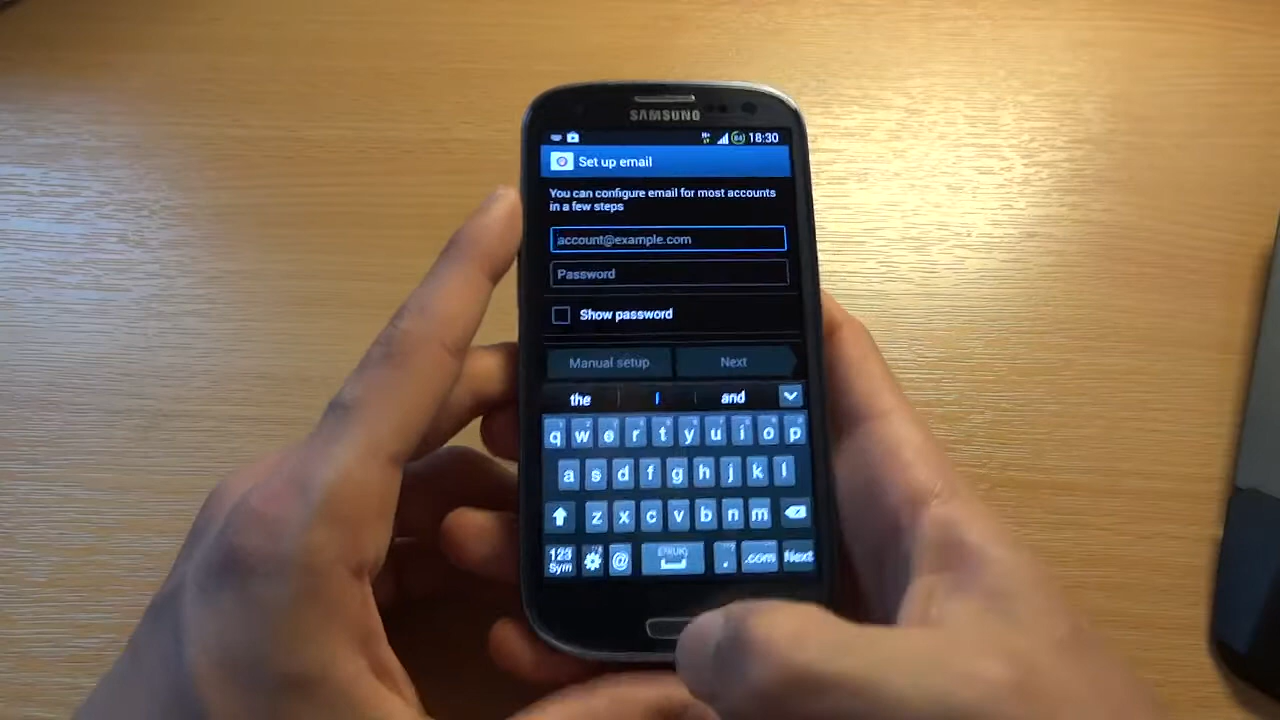 SAMSUNG
18:30
Set up email
You can configure email for most accounts
in a few steps
account@example.com
Password
Show password
Manual setup Next
the I and
q w e r t y u i o p
a s d f g h j k l
z x c v b n m
123
Sym @ . .com Next